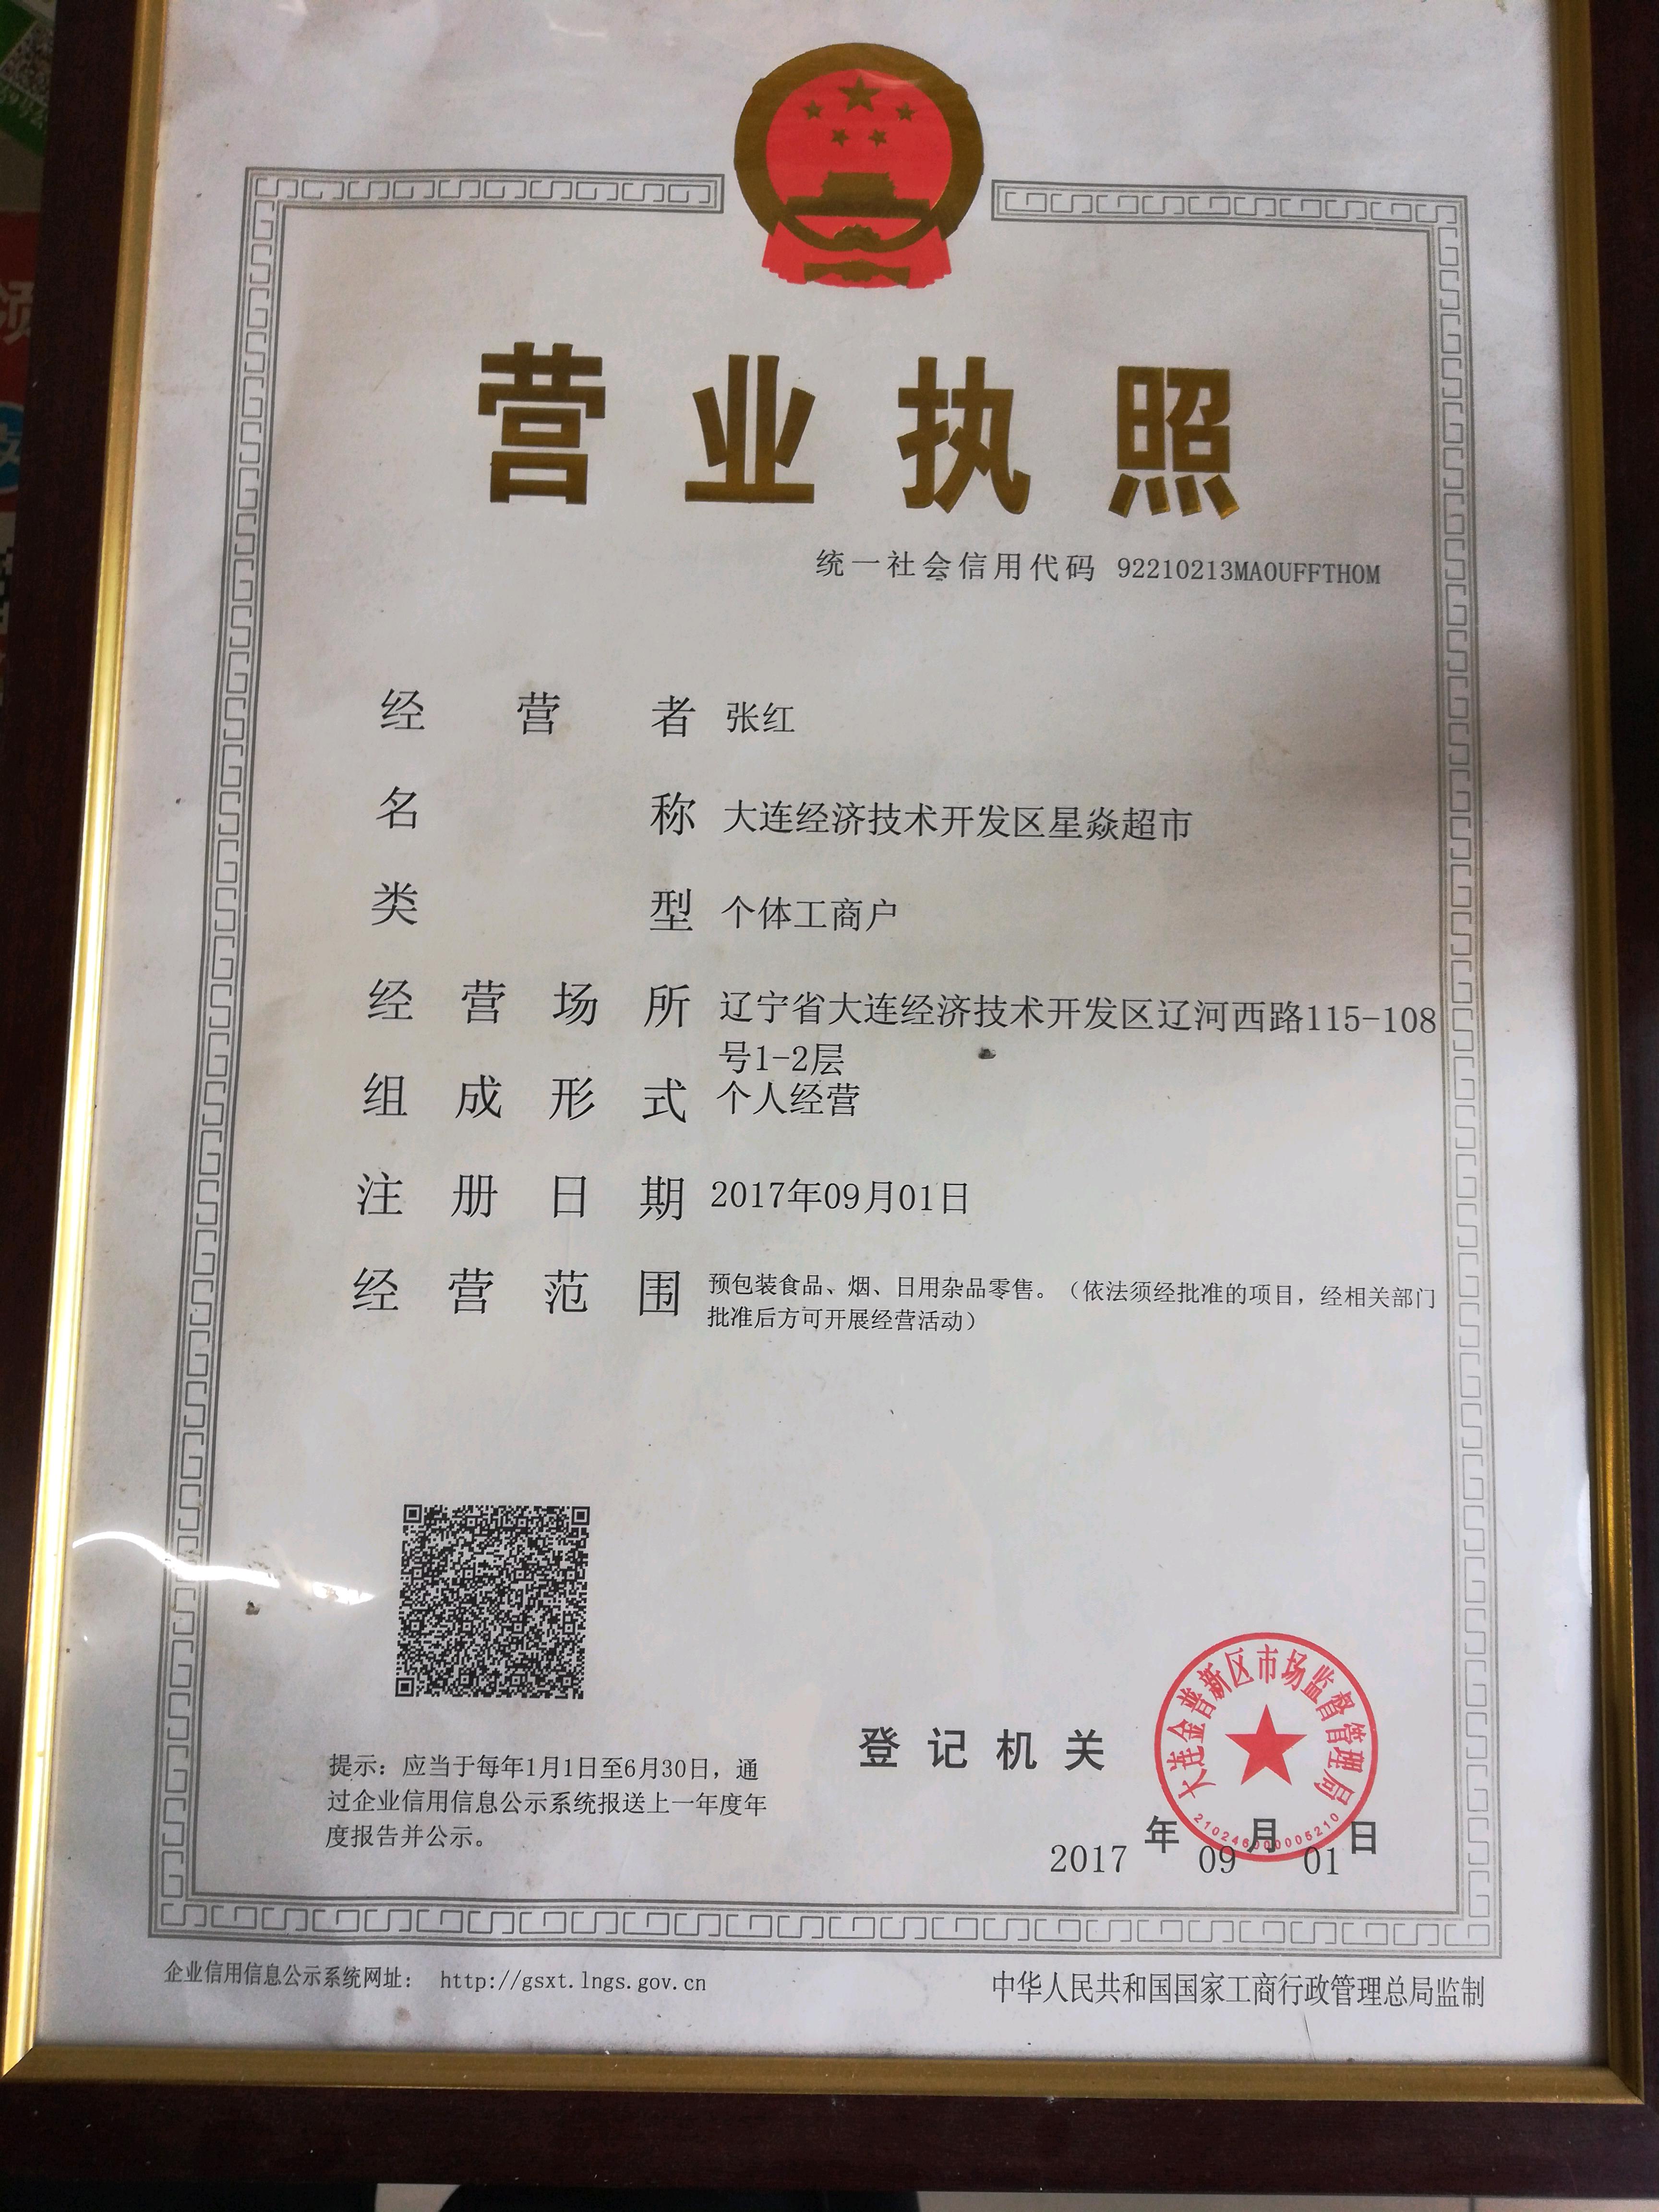 营业执照
统一社会信用代码 92210213MA0UFFTH0M
经营者 张红
名称 大连经济技术开发区星焱超市
类型 个体工商户
经营场所 辽宁省大连经济技术开发区辽河西路115-108
号1-2层
组成形式 个人经营
注册日期 2017年09月01日
经营范围 预包装食品、烟、日用杂品零售。（依法须经批准的项目，经相关部门
批准后方可开展经营活动）
提示：应当于每年1月1日至6月30日，通
过企业信用信息公示系统报送上一年度年
度报告并公示。
登记机关
大连金普新区市场监督管理局
2102460000005210
2017年09月01日
企业信用信息公示系统网址： http://gsxt.lngs.gov.cn
中华人民共和国国家工商行政管理总局监制